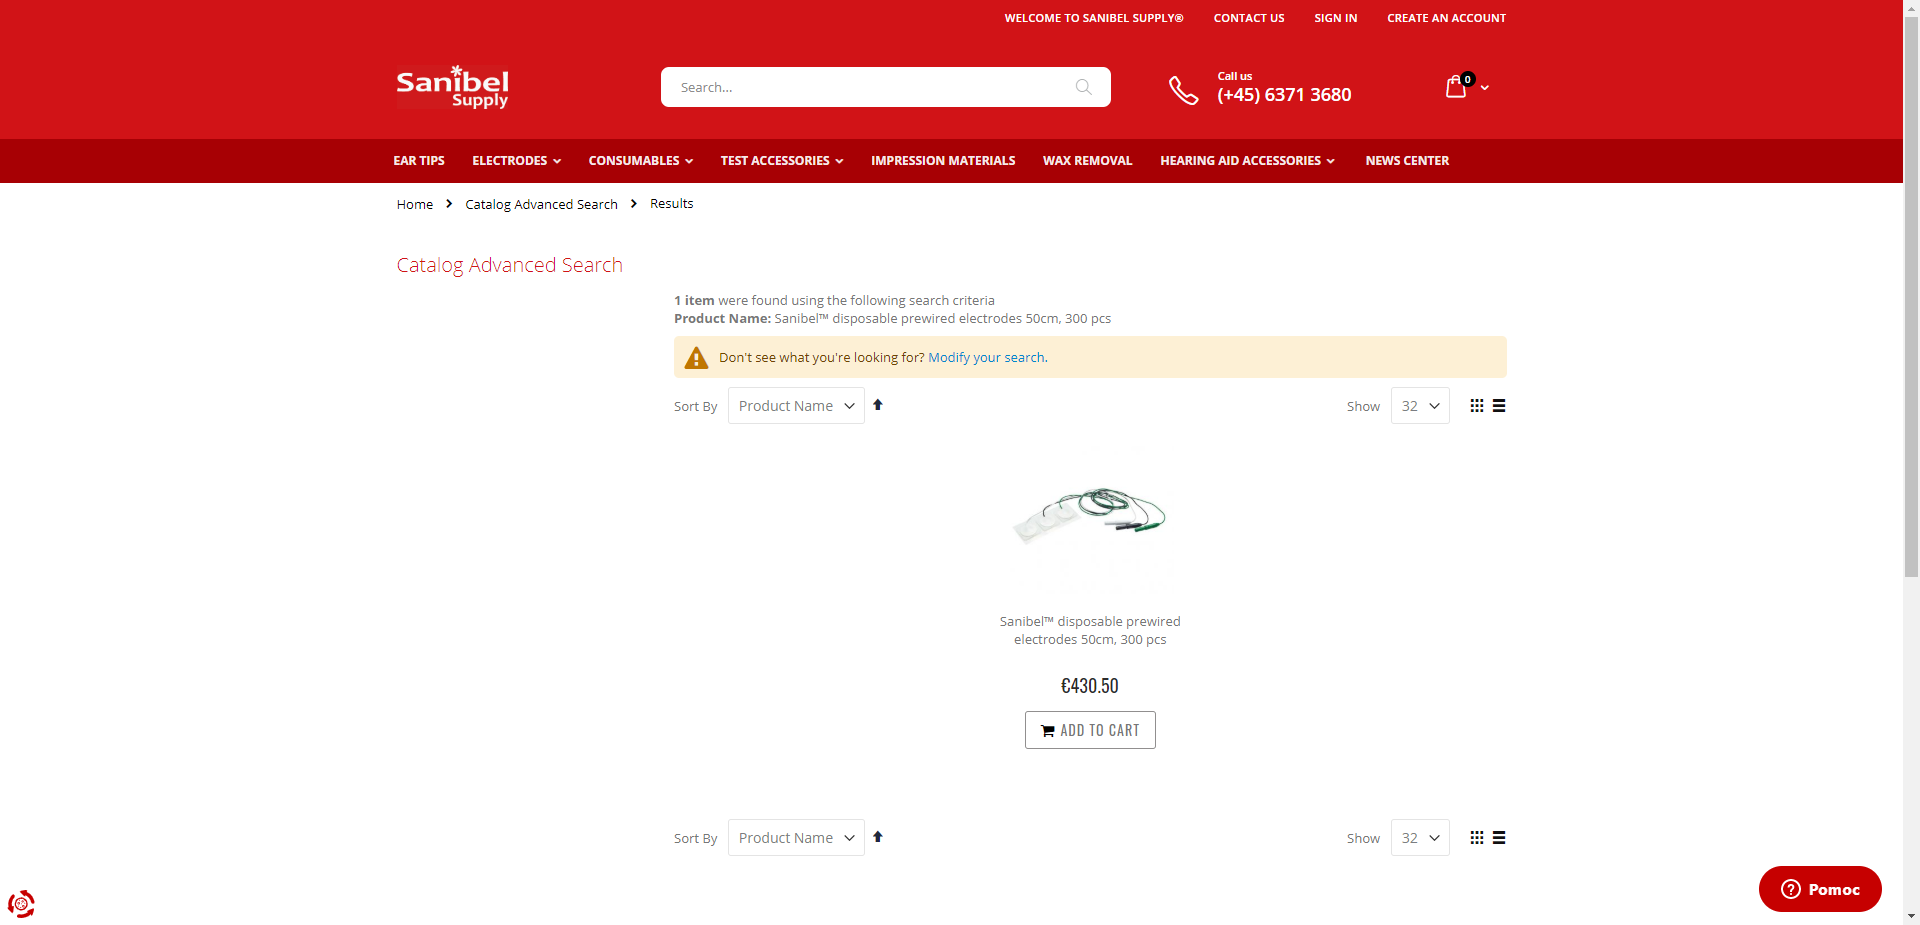 WELCOME TO SANIBEL SUPPLY® CONTACT US SIGN IN CREATE AN ACCOUNT
Sanibel
Supply
Search...
Call us
(+45) 6371 3680
0
EAR TIPS ELECTRODES CONSUMABLES TEST ACCESSORIES IMPRESSION MATERIALS WAX REMOVAL HEARING AID ACCESSORIES NEWS CENTER
Home Catalog Advanced Search Results
Catalog Advanced Search
1 item were found using the following search criteria
Product Name: Sanibel™ disposable prewired electrodes 50cm, 300 pcs
Don't see what you're looking for? Modify your search.
Sort By Product Name Show 32
Sanibel™ disposable prewired
electrodes 50cm, 300 pcs
€430.50
ADD TO CART
Sort By Product Name Show 32
Pomoc